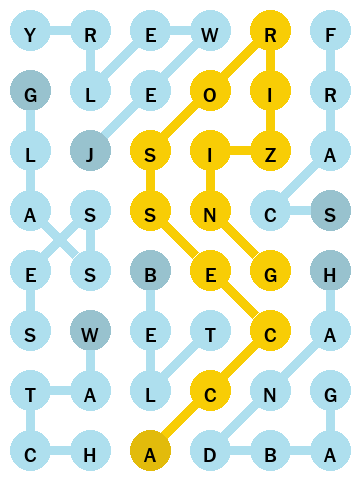 Y R E W R F
G L E O I R
L J S I Z A
A S S N C S
E S B E G H
S W E T C A
T A L C N G
C H A D B A